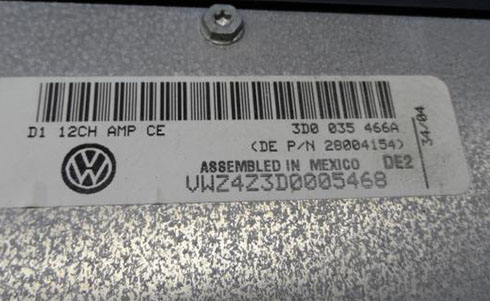 D1 12CH AMP CE
3D0 035 466A
(DE P/N 28004154)
ASSEMBLED IN MEXICO DE2
VWZ4Z3D0005468
34/04